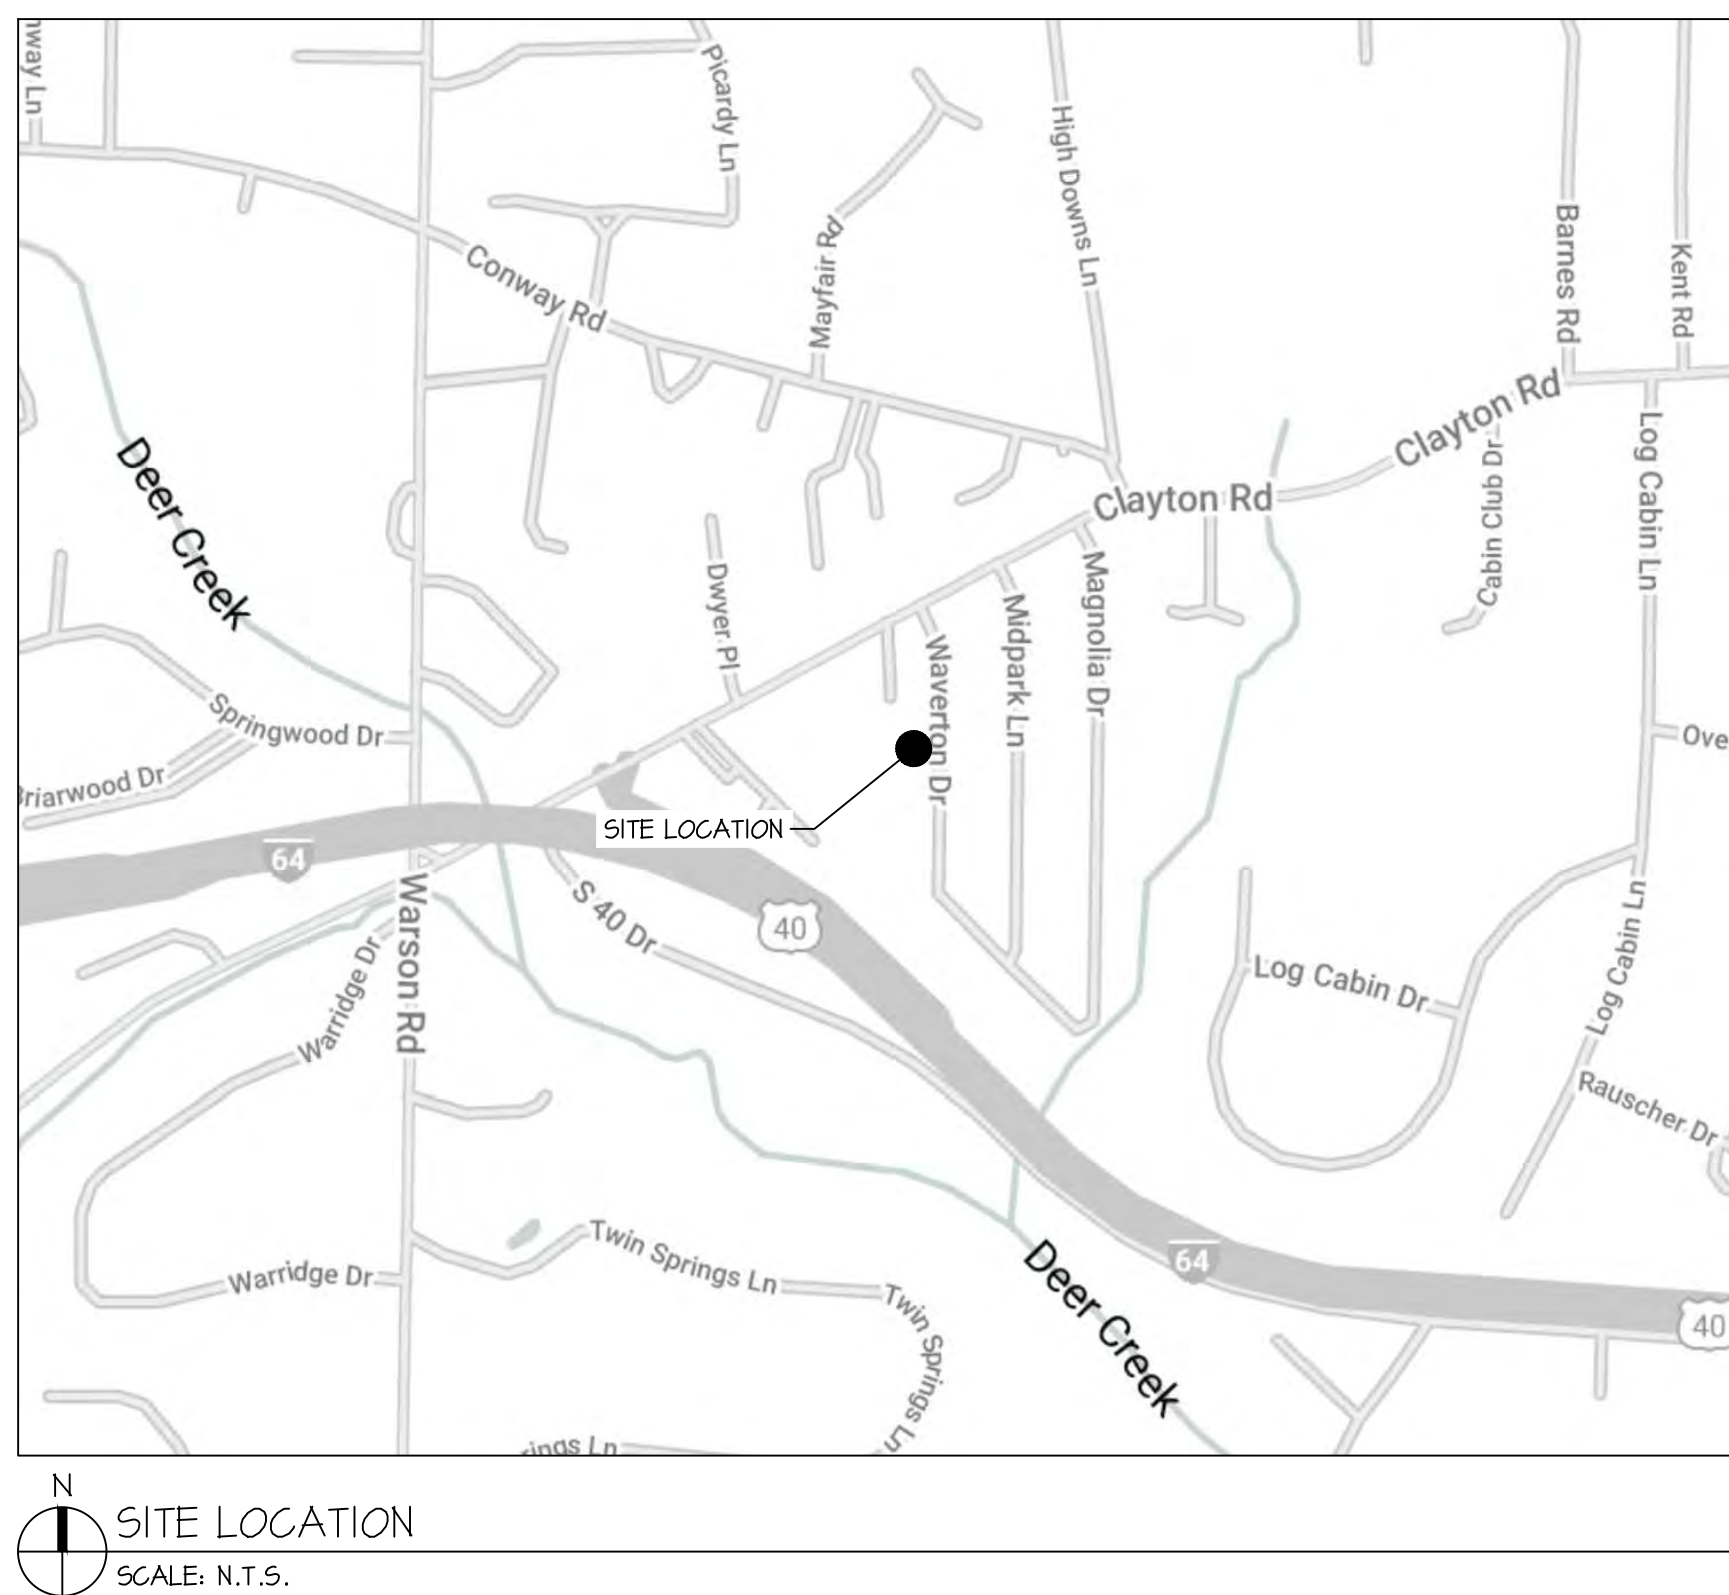 nway Ln
Picardy Ln
High Downs Ln
Mayfair Rd
Barnes Rd
Kent Rd
Conway Rd
Clayton Rd
Clayton Rd
Cabin Club Dr
Log Cabin Ln
Deer Creek
Dwyer Pl
Waverton Dr
Midpark Ln
Magnolia Dr
Springwood Dr
Briarwood Dr
Ove
SITE LOCATION
64
Warson Rd
S 40 Dr
40
Warridge Dr
Log Cabin Dr
Log Cabin Ln
Rauscher Dr
Warridge Dr
Twin Springs Ln
Twin Springs Ln
Deer Creek
64
40
rings Ln
N
SITE LOCATION
SCALE: N.T.S.